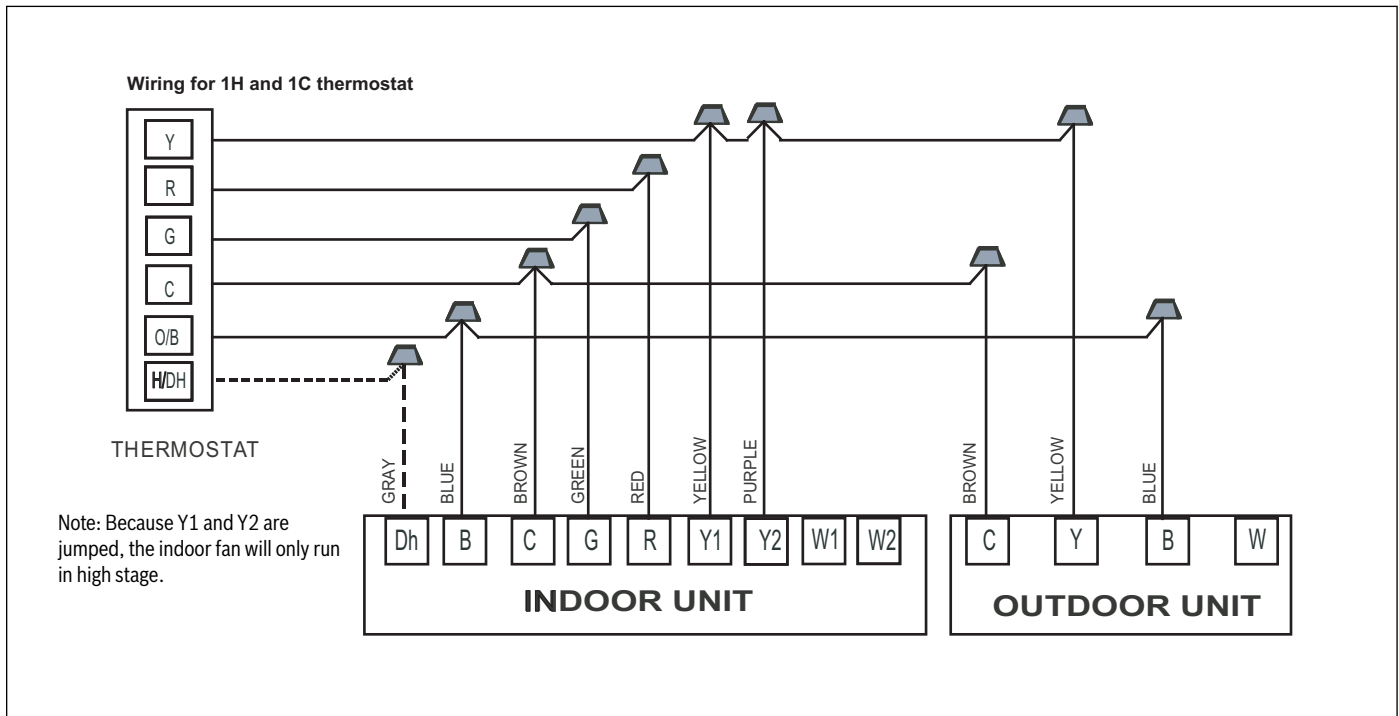 Wiring for 1H and 1C thermostat
Y
R
G
C
O/B
H/DH
THERMOSTAT
Note: Because Y1 and Y2 are
jumped, the indoor fan will only run
in high stage.
GRAY
BLUE
BROWN
GREEN
RED
YELLOW
PURPLE
BROWN
YELLOW
BLUE
Dh B C G R Y1 Y2 W1 W2
INDOOR UNIT
C Y B W
OUTDOOR UNIT